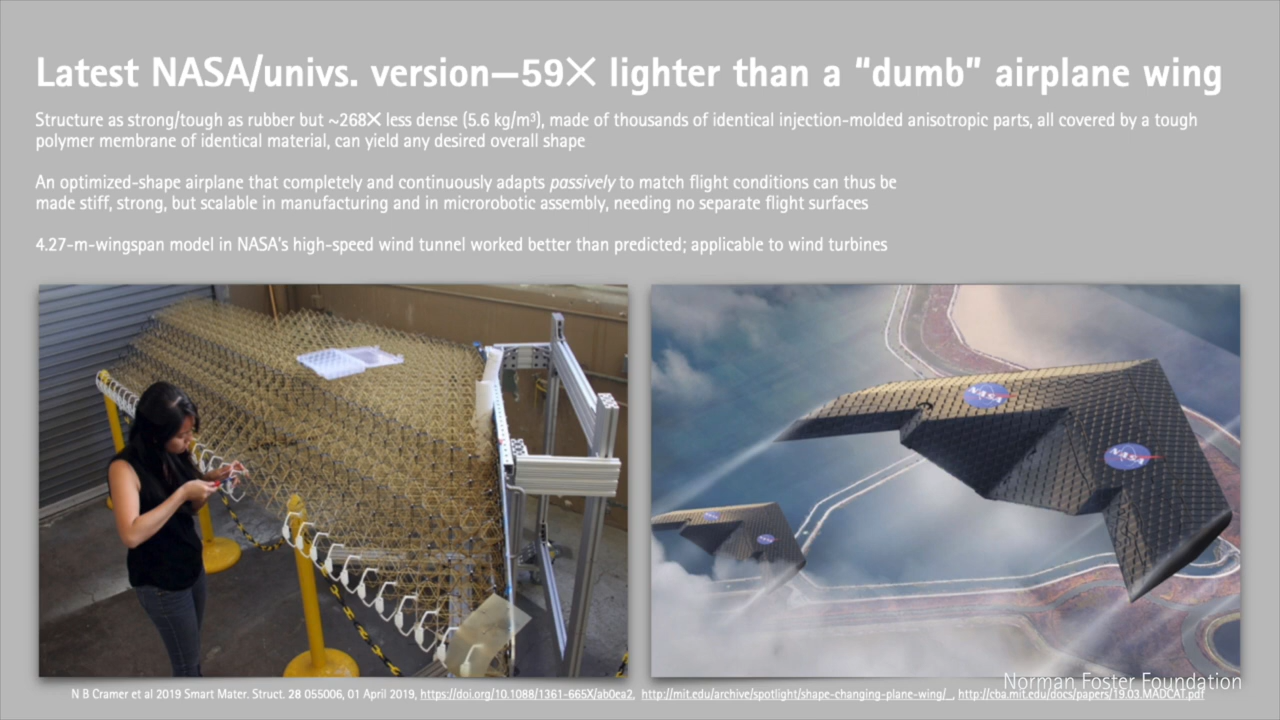 Latest NASA/univs. version—59✕ lighter than a “dumb” airplane wing
Structure as strong/tough as rubber but ~268✕ less dense (5.6 kg/m³), made of thousands of identical injection-molded anisotropic parts, all covered by a tough
polymer membrane of identical material, can yield any desired overall shape
An optimized-shape airplane that completely and continuously adapts passively to match flight conditions can thus be
made stiff, strong, but scalable in manufacturing and in microrobotic assembly, needing no separate flight surfaces
4.27-m-wingspan model in NASA’s high-speed wind tunnel worked better than predicted; applicable to wind turbines
NASA
NASA
NASA
NASA
Norman Foster Foundation
N B Cramer et al 2019 Smart Mater. Struct. 28 055006, 01 April 2019, https://doi.org/10.1088/1361-665X/ab0ea2, http://mit.edu/archive/spotlight/shape-changing-plane-wing/_, http://cba.mit.edu/docs/papers/19.03.MADCAT.pdf